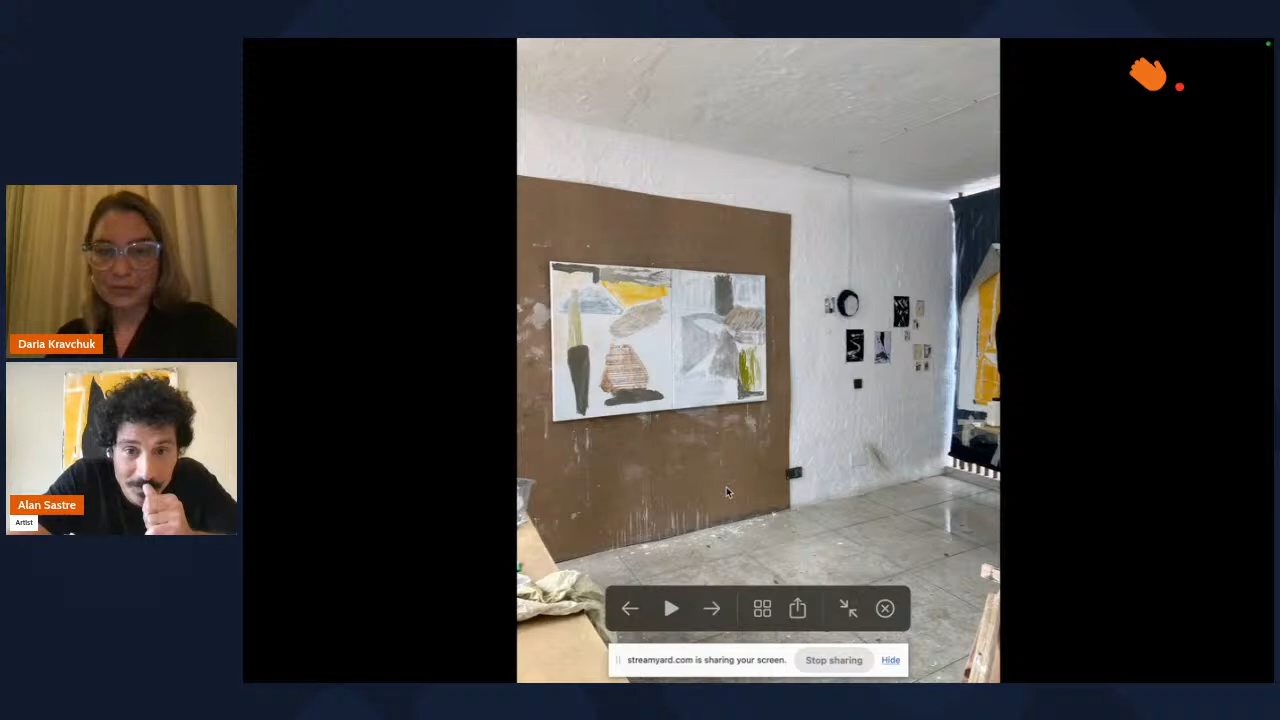 Daria Kravchuk
Alan Sastre
Artist
streamyard.com is sharing your screen.
Stop sharing
Hide